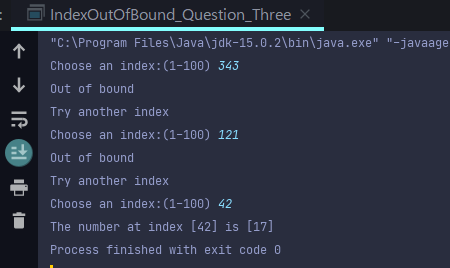 IndexOutOfBound_Question_Three ×
"C:\Program Files\Java\jdk-15.0.2\bin\java.exe" "-javaage
Choose an index:(1-100) 343
Out of bound
Try another index
Choose an index:(1-100) 121
Out of bound
Try another index
Choose an index:(1-100) 42
The number at index [42] is [17]
Process finished with exit code 0